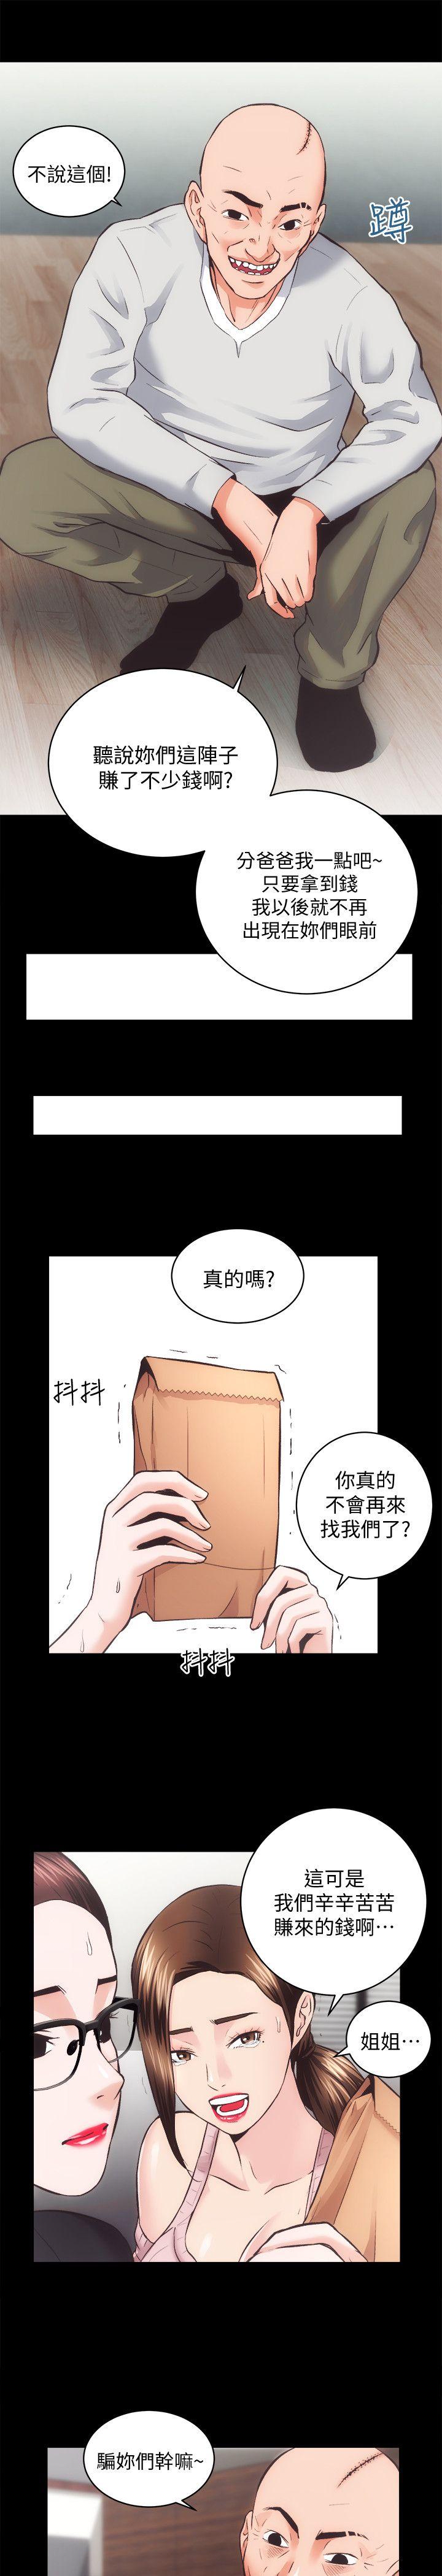 不說這個!
蹲
聽說妳們這陣子
賺了不少錢啊?
分爸爸我一點吧~
只要拿到錢
我以後就不再
出現在妳們眼前
真的嗎?
抖抖
你真的
不會再來
找我們了?
抖抖
這可是
我們辛辛苦苦
賺來的錢啊…
姐姐…
騙妳們幹嘛~